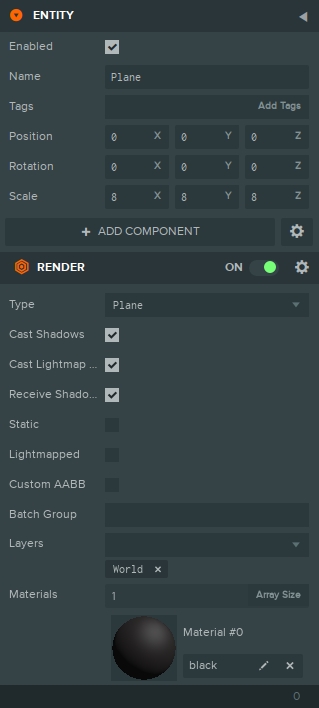 ENTITY
Enabled
Name Plane
Tags Add Tags
Position 0 X 0 Y 0 Z
Rotation 0 X 0 Y 0 Z
Scale 8 X 8 Y 8 Z
+ ADD COMPONENT
RENDER ON
Type Plane
Cast Shadows
Cast Lightmap ...
Receive Shado...
Static
Lightmapped
Custom AABB
Batch Group
Layers
World ×
Materials 1 Array Size
Material #0
black ×
0